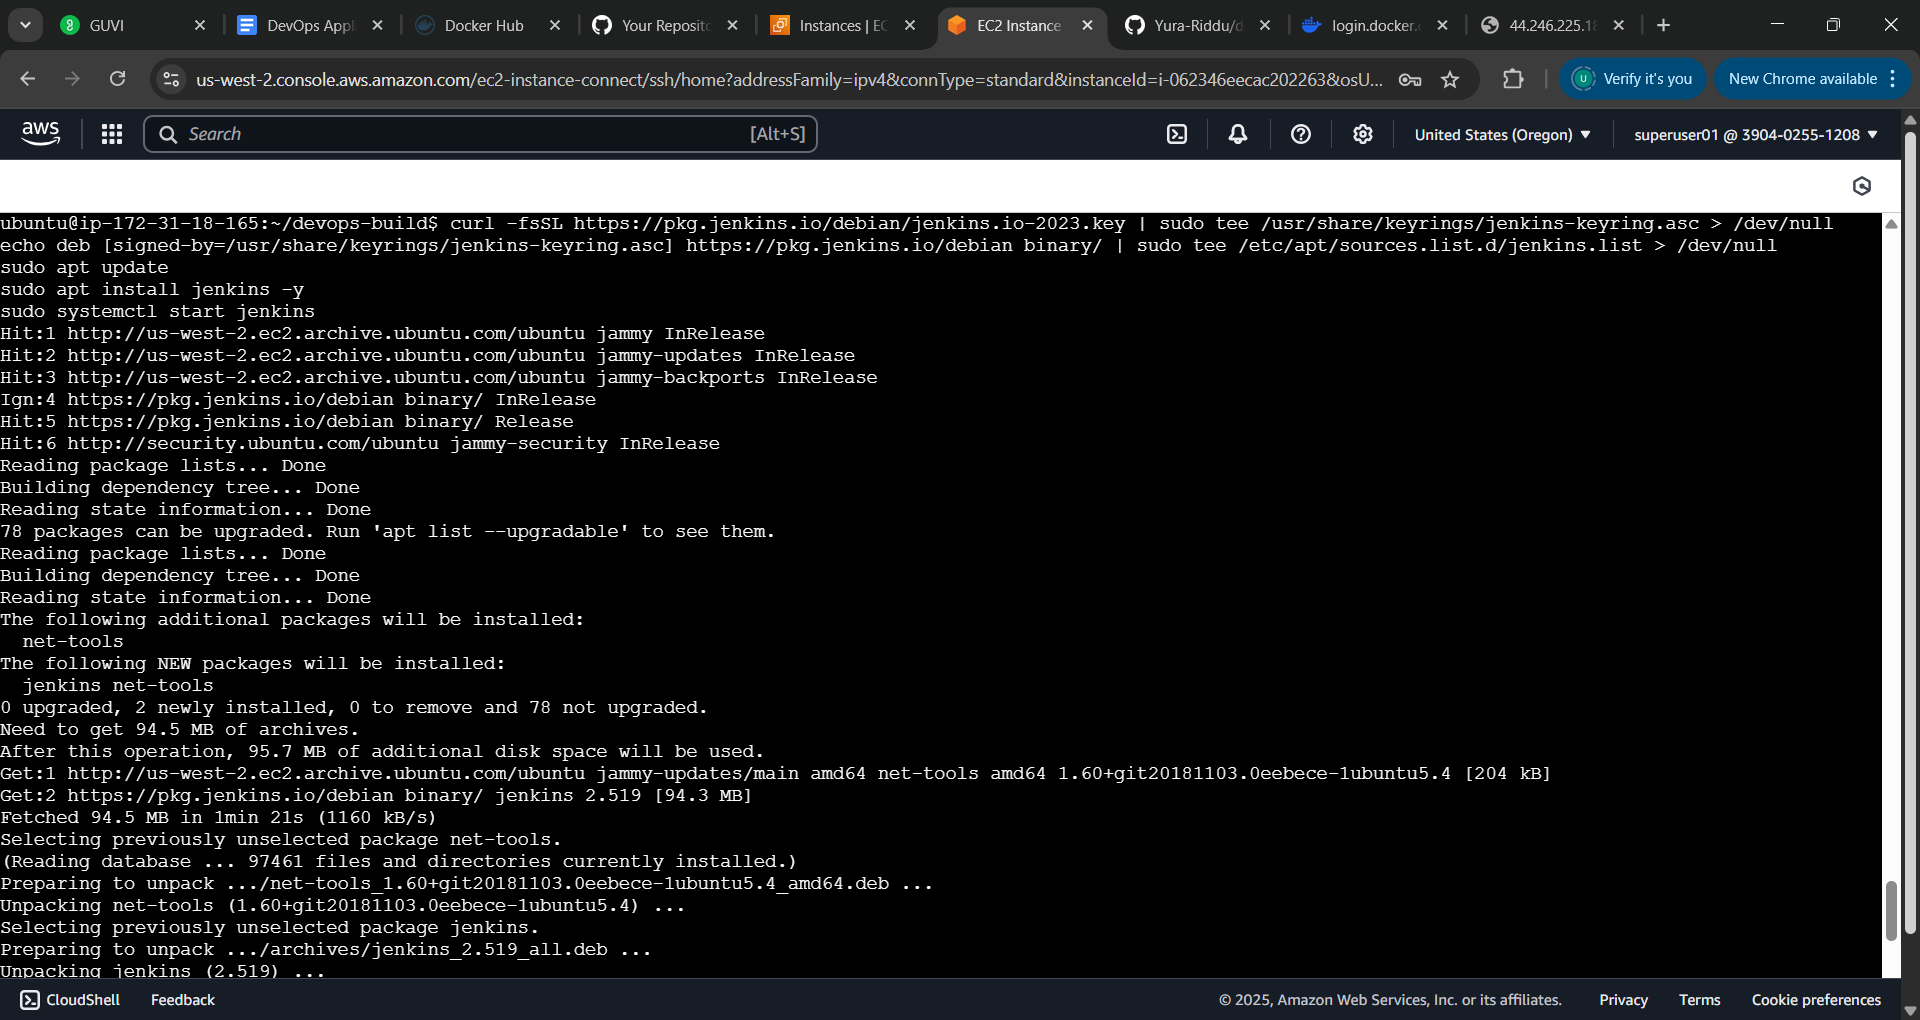 GUVI
DevOps Appl
Docker Hub
Your Reposito
Instances | EC
EC2 Instance
Yura-Riddu/d
login.docker.
44.246.225.18
us-west-2.console.aws.amazon.com/ec2-instance-connect/ssh/home?addressFamily=ipv4&connType=standard&instanceId=i-062346eecac202263&osU...
Verify it's you
New Chrome available
aws
Search
[Alt+S]
United States (Oregon)
superuser01 @ 3904-0255-1208
ubuntu@ip-172-31-18-165:~/devops-build$ curl -fsSL https://pkg.jenkins.io/debian/jenkins.io-2023.key | sudo tee /usr/share/keyrings/jenkins-keyring.asc > /dev/null
echo deb [signed-by=/usr/share/keyrings/jenkins-keyring.asc] https://pkg.jenkins.io/debian binary/ | sudo tee /etc/apt/sources.list.d/jenkins.list > /dev/null
sudo apt update
sudo apt install jenkins -y
sudo systemctl start jenkins
Hit:1 http://us-west-2.ec2.archive.ubuntu.com/ubuntu jammy InRelease
Hit:2 http://us-west-2.ec2.archive.ubuntu.com/ubuntu jammy-updates InRelease
Hit:3 http://us-west-2.ec2.archive.ubuntu.com/ubuntu jammy-backports InRelease
Ign:4 https://pkg.jenkins.io/debian binary/ InRelease
Hit:5 https://pkg.jenkins.io/debian binary/ Release
Hit:6 http://security.ubuntu.com/ubuntu jammy-security InRelease
Reading package lists... Done
Building dependency tree... Done
Reading state information... Done
78 packages can be upgraded. Run 'apt list --upgradable' to see them.
Reading package lists... Done
Building dependency tree... Done
Reading state information... Done
The following additional packages will be installed:
  net-tools
The following NEW packages will be installed:
  jenkins net-tools
0 upgraded, 2 newly installed, 0 to remove and 78 not upgraded.
Need to get 94.5 MB of archives.
After this operation, 95.7 MB of additional disk space will be used.
Get:1 http://us-west-2.ec2.archive.ubuntu.com/ubuntu jammy-updates/main amd64 net-tools amd64 1.60+git20181103.0eebece-1ubuntu5.4 [204 kB]
Get:2 https://pkg.jenkins.io/debian binary/ jenkins 2.519 [94.3 MB]
Fetched 94.5 MB in 1min 21s (1160 kB/s)
Selecting previously unselected package net-tools.
(Reading database ... 97461 files and directories currently installed.)
Preparing to unpack .../net-tools_1.60+git20181103.0eebece-1ubuntu5.4_amd64.deb ...
Unpacking net-tools (1.60+git20181103.0eebece-1ubuntu5.4) ...
Selecting previously unselected package jenkins.
Preparing to unpack .../archives/jenkins_2.519_all.deb ...
Unpacking jenkins (2.519) ...
CloudShell
Feedback
© 2025, Amazon Web Services, Inc. or its affiliates.
Privacy
Terms
Cookie preferences